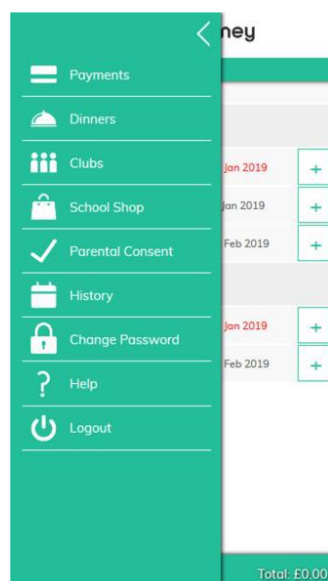 ney
Payments
Dinners
Clubs
Jan 2019
+
School Shop
Jan 2019
+
Parental Consent
Feb 2019
+
History
Change Password
Jan 2019
+
Help
Feb 2019
+
Logout
Total: £0.00